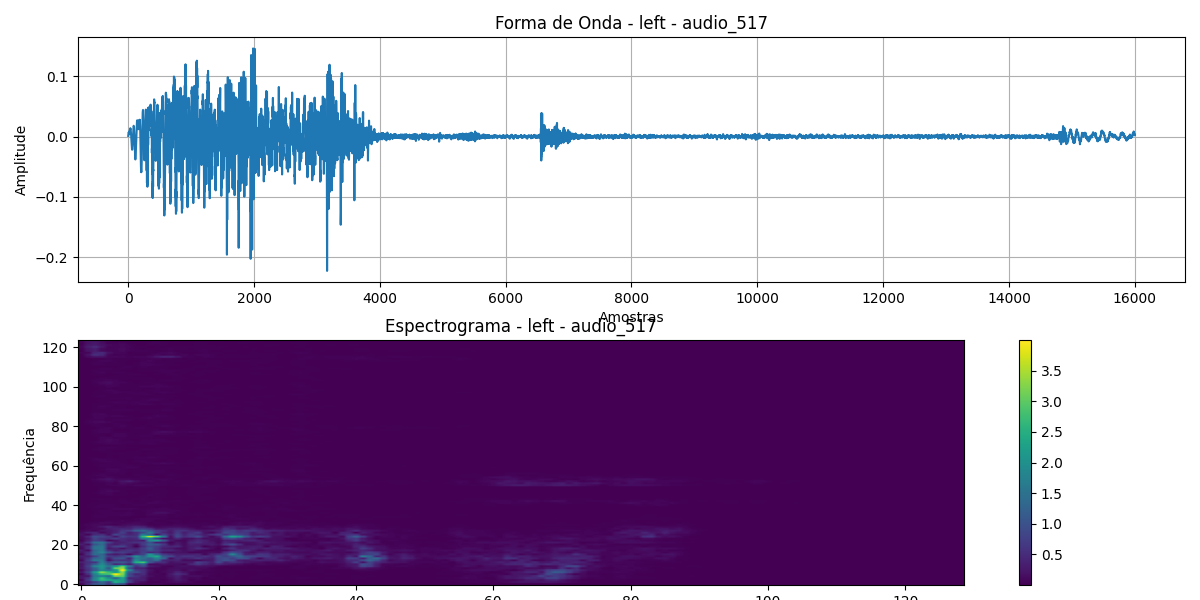 Forma de Onda - left - audio_517
Amplitude
0.1
0.0
−0.1
−0.2
0 2000 4000 6000 8000 10000 12000 14000 16000
Amostras
Espectrograma - left - audio_517
Frequência
120
100
80
60
40
20
0
0 20 40 60 80 100 120
3.5
3.0
2.5
2.0
1.5
1.0
0.5